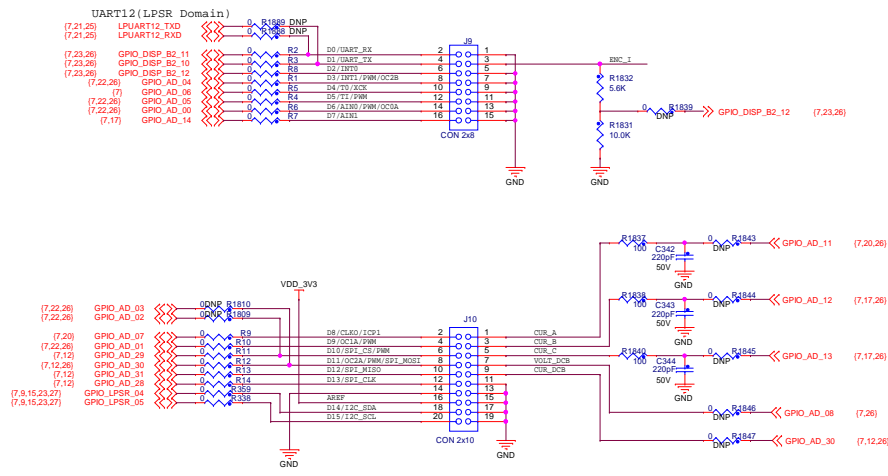 UART12(LPSR Domain)
{7,21,25} LPUART12_TXD 0 R1889 DNP
{7,21,25} LPUART12_RXD 0 R1888 DNP
J9
{7,23,26} GPIO_DISP_B2_11 0 R2 D0/UART_RX 2 1
{7,23,26} GPIO_DISP_B2_10 0 R3 D1/UART_TX 4 3 ENC_I
{7,23,26} GPIO_DISP_B2_12 0 R8 D2/INT0 6 5
{7,22,26} GPIO_AD_04 0 R1 D3/INT1/PWM/OC2B 8 7
{7} GPIO_AD_06 0 R5 D4/T0/XCK 10 9
{7,22,26} GPIO_AD_05 0 R4 D5/TI/PWM 12 11
{7,22,26} GPIO_AD_00 0 R6 D6/AIN0/PWM/OC0A 14 13
{7,17} GPIO_AD_14 0 R7 D7/AIN1 16 15
CON 2x8
GND
R1832
5.6K
0 R1839
DNP
GPIO_DISP_B2_12 {7,23,26}
R1831
10.0K
GND
R1837
100
C342
220pF
50V
GND
0 R1843
DNP
GPIO_AD_11 {7,20,26}
VDD_3V3
R1838
100
C343
220pF
50V
GND
0 R1844
DNP
GPIO_AD_12 {7,17,26}
{7,22,26} GPIO_AD_03 0 DNP R1810
{7,22,26} GPIO_AD_02 0 DNP R1809
J10
{7,20} GPIO_AD_07 0 R9 D8/CLKO/ICP1 2 1 CUR_A
{7,22,26} GPIO_AD_01 0 R10 D9/OC1A/PWM 4 3 CUR_B
{7,12} GPIO_AD_29 0 R11 D10/SPI_CS/PWM 6 5 CUR_C
{7,12,26} GPIO_AD_30 0 R12 D11/OC2A/PWM/SPI_MOSI 8 7 VOLT_DCB
{7,12} GPIO_AD_31 0 R13 D12/SPI_MISO 10 9 CUR_DCB
{7,12} GPIO_AD_28 0 R14 D13/SPI_CLK 12 11
{7,9,15,23,27} GPIO_LPSR_04 0 R359 14 13
{7,9,15,23,27} GPIO_LPSR_05 0 R338 AREF 16 15
D14/I2C_SDA 18 17
D15/I2C_SCL 20 19
CON 2x10
GND
GND
R1840
100
C344
220pF
50V
GND
0 R1845
DNP
GPIO_AD_13 {7,17,26}
0 R1846
DNP
GPIO_AD_08 {7,26}
0 R1847
DNP
GPIO_AD_30 {7,12,26}